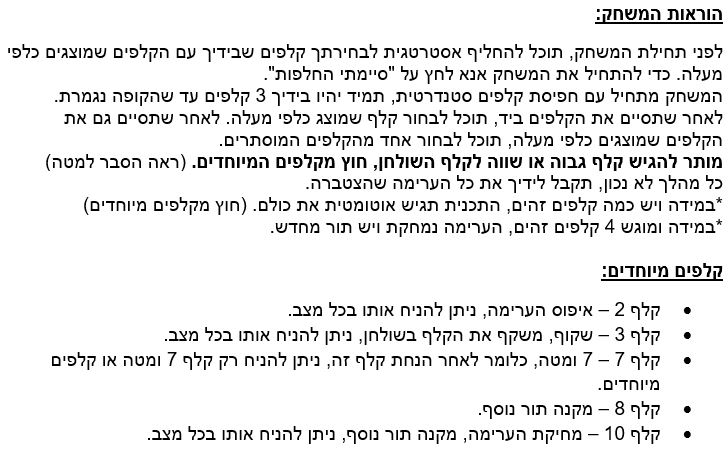 הוראות המשחק:
לפני תחילת המשחק, תוכל להחליף אסטרטגית לבחירתך קלפים שבידיך עם הקלפים שמוצגים כלפי
מעלה. כדי להתחיל את המשחק אנא לחץ על "סיימתי החלפות".
המשחק מתחיל עם חפיסת קלפים סטנדרטית, תמיד יהיו בידיך 3 קלפים עד שהקופה נגמרת.
לאחר שתסיים את הקלפים ביד, תוכל לבחור קלף שמוצג כלפי מעלה. לאחר שתסיים גם את
הקלפים שמוצגים כלפי מעלה, תוכל לבחור אחד מהקלפים המוסתרים.
מותר להגיש קלף גבוה או שווה לקלף השולחן, חוץ מקלפים המיוחדים. (ראה הסבר למטה)
כל מהלך לא נכון, תקבל לידיך את כל הערימה שהצטברה.
*במידה ויש כמה קלפים זהים, התכנית תגיש אוטומטית את כולם. (חוץ מקלפים מיוחדים)
*במידה ומוגש 4 קלפים זהים, הערימה נמחקת ויש תור מחדש.
קלפים מיוחדים:
• קלף 2 – איפוס הערימה, ניתן להניח אותו בכל מצב.
• קלף 3 – שקוף, משקף את הקלף בשולחן, ניתן להניח אותו בכל מצב.
• קלף 7 – 7 ומטה, כלומר לאחר הנחת קלף זה, ניתן להניח רק קלף 7 ומטה או קלפים
מיוחדים.
• קלף 8 – מקנה תור נוסף.
• קלף 10 – מחיקת הערימה, מקנה תור נוסף, ניתן להניח אותו בכל מצב.